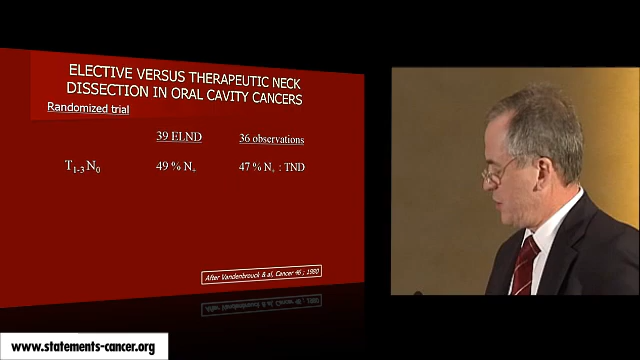 ELECTIVE VERSUS THERAPEUTIC NECK
DISSECTION IN ORAL CAVITY CANCERS
Randomized trial
39 ELND 36 observations
T1-3 N0 49 % N+ 47 % N+ : TND
After Vandenbrouck & al, Cancer 46 ; 1980
www.statements-cancer.org